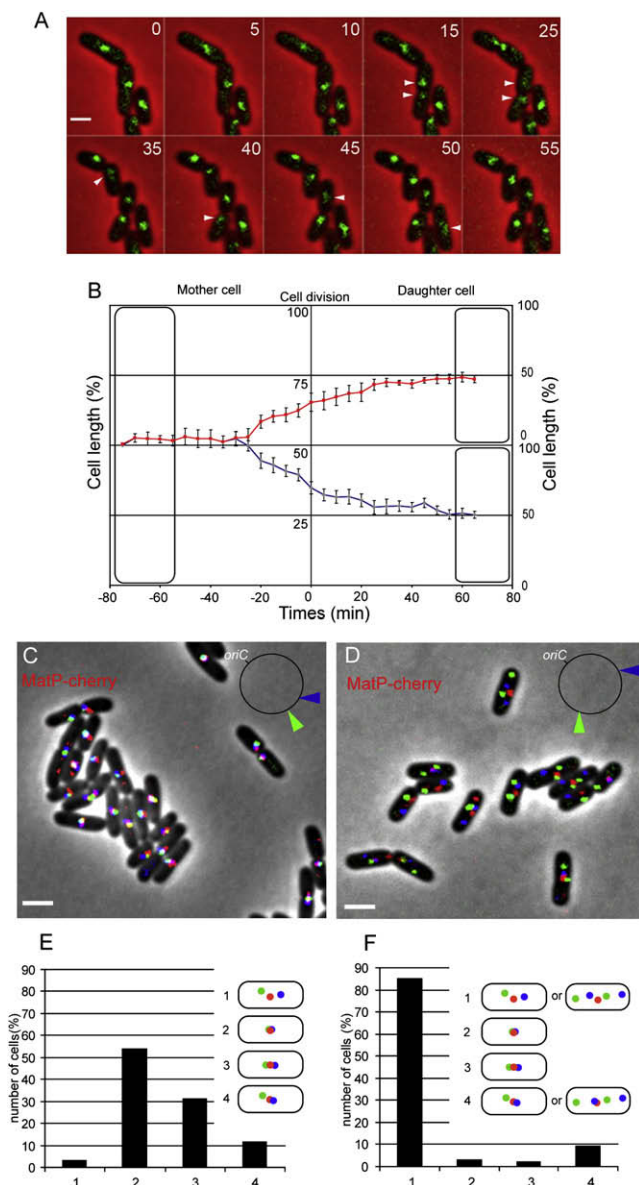 A
0 5 10 15 25
35 40 45 50 55
B
Mother cell Cell division Daughter cell
100 100
75 50
50 0
100
25 50
0
Cell length (%)
Cell length (%)
-80 -60 -40 -20 0 20 40 60 80
Times (min)
C oriC
MatP-cherry
D oriC
MatP-cherry
E
90
80
70
60
50
40
30
20
10
0
number of cells(%)
1
2
3
4
1 2 3 4
F
90
80
70
60
50
40
30
20
10
0
number of cells(%)
1 or
2
3
4 or
1 2 3 4